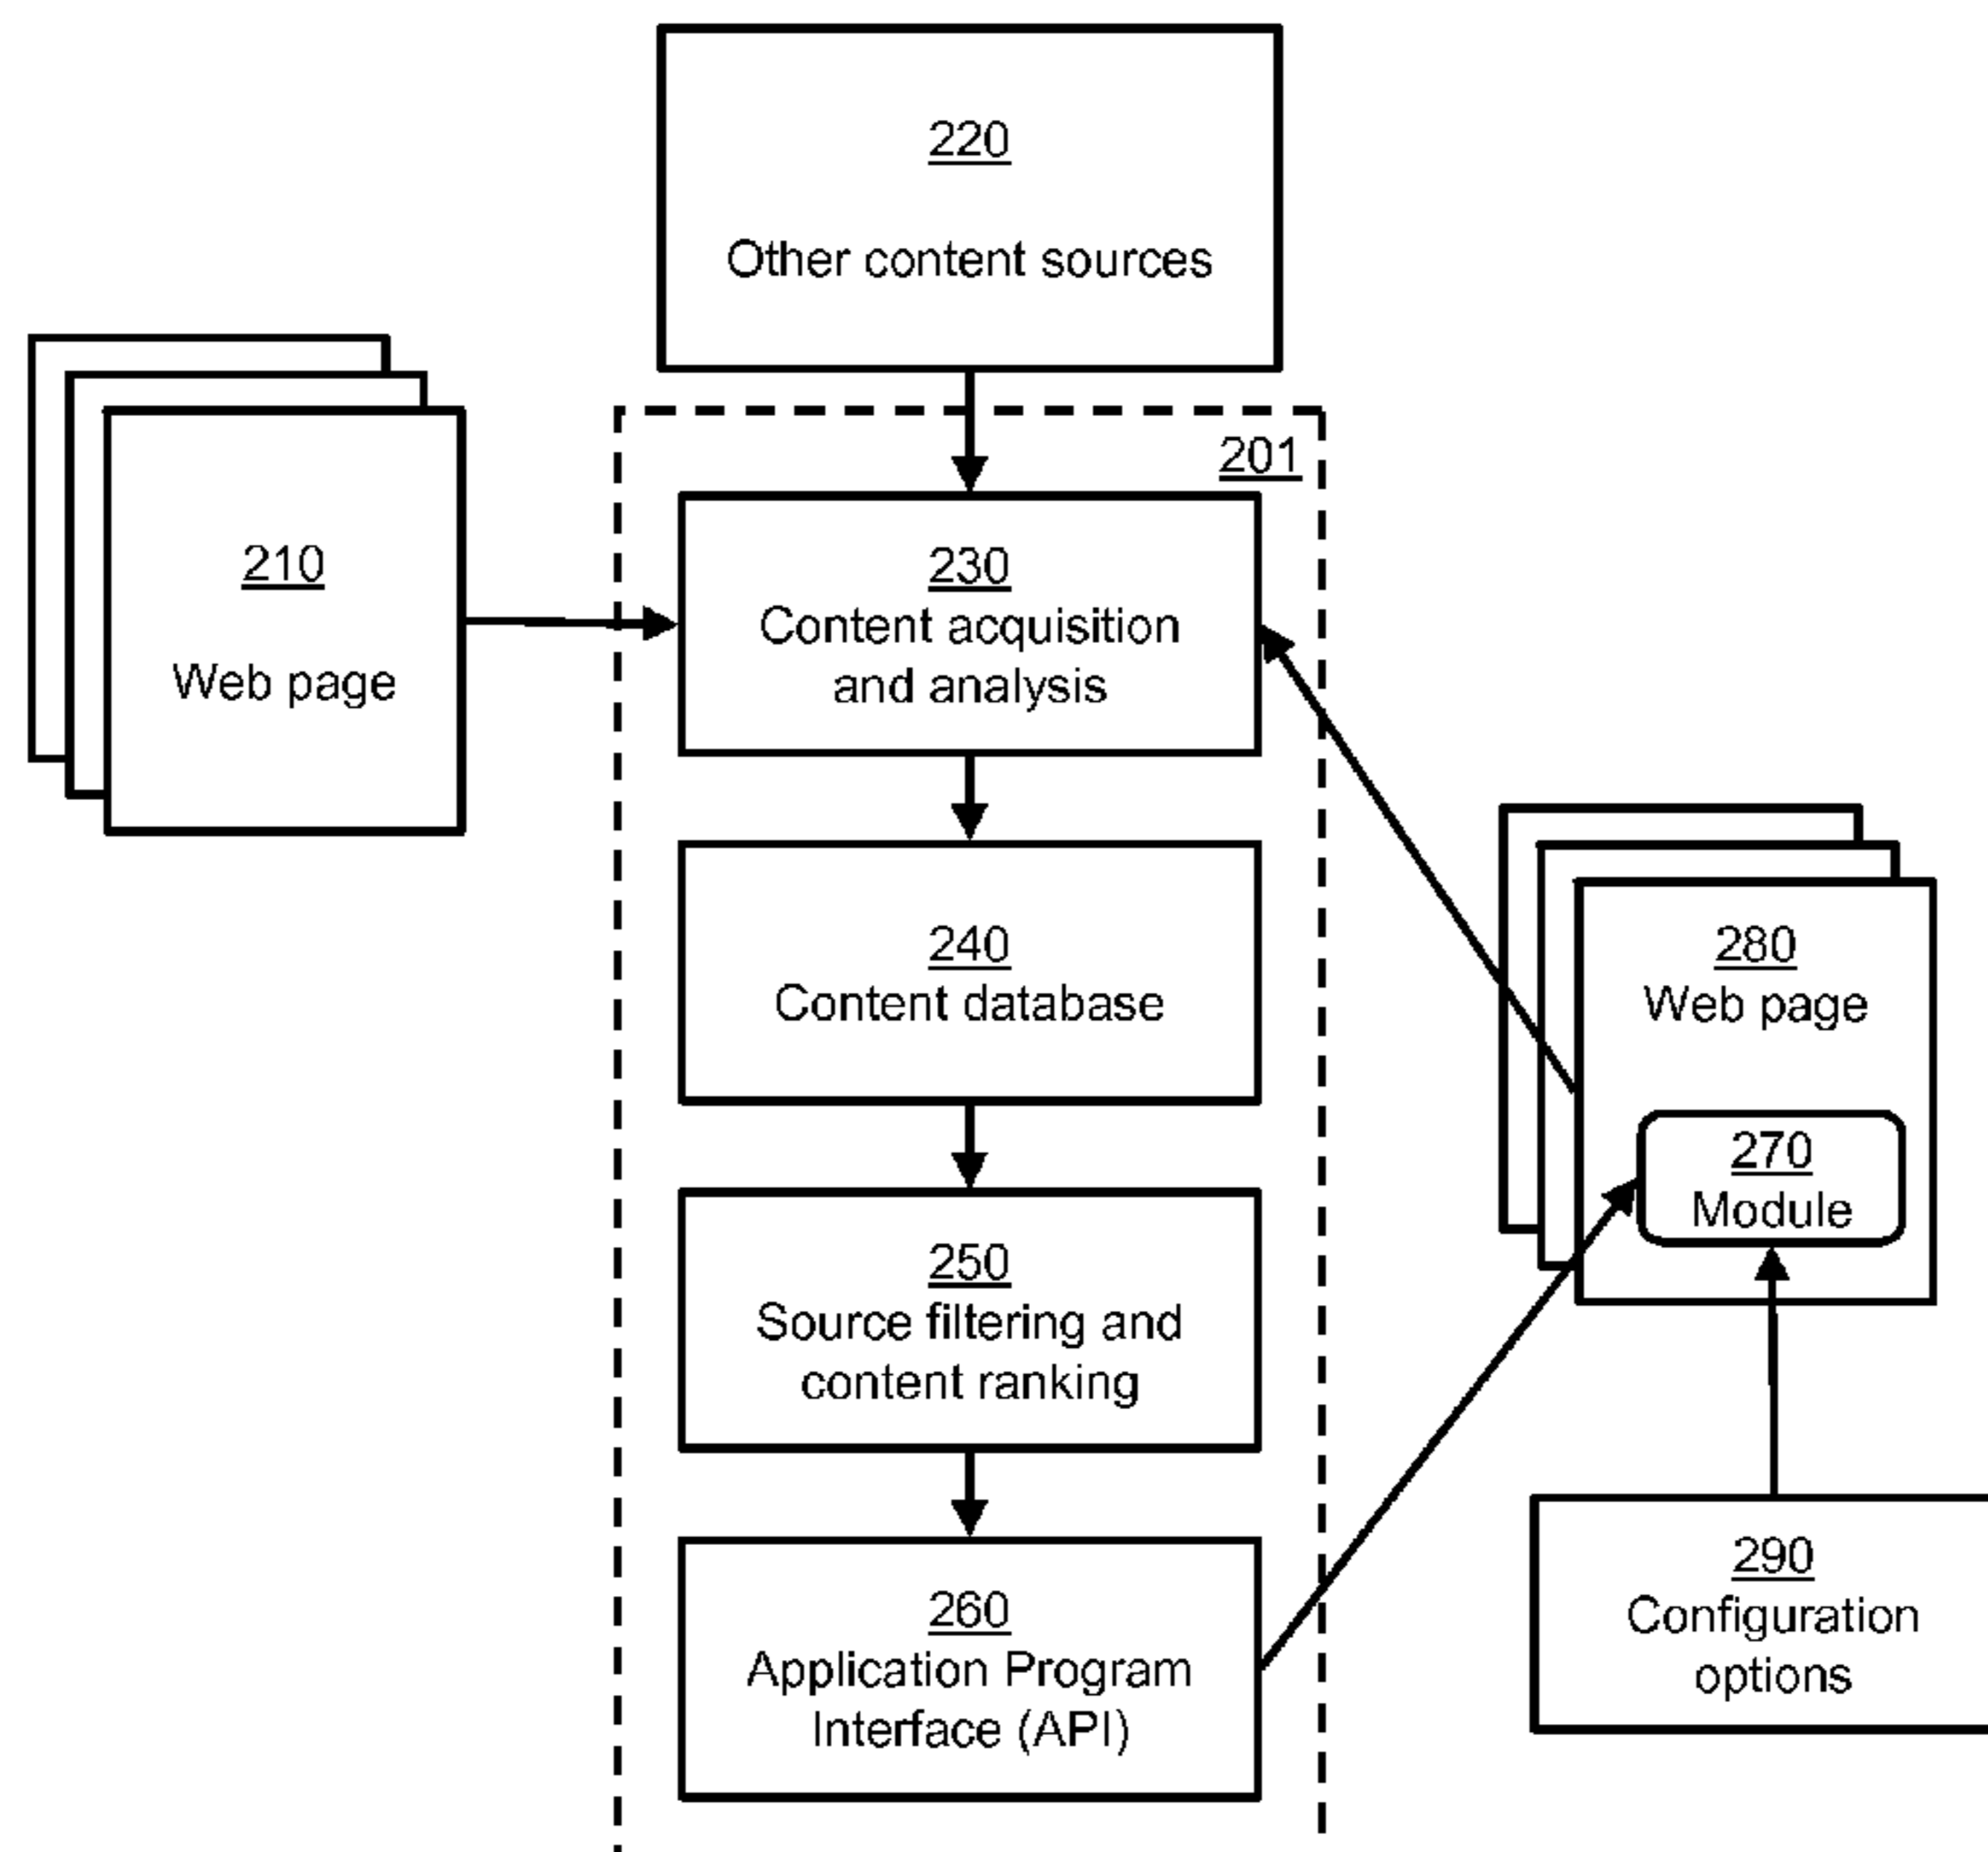 220
Other content sources
201
210
Web page
230
Content acquisition
and analysis
240
Content database
280
Web page
270
Module
250
Source filtering and
content ranking
260
Application Program
Interface (API)
290
Configuration
options